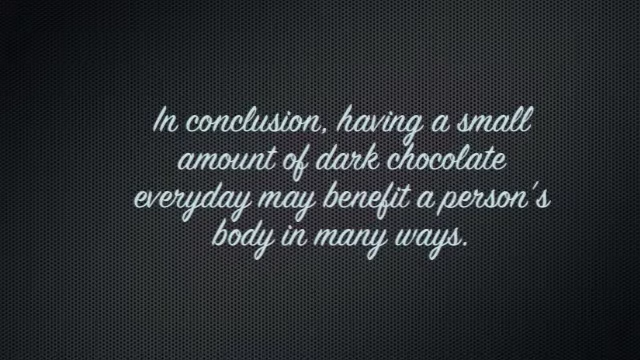 In conclusion, having a small
amount of dark chocolate
everyday may benefit a person's
body in many ways.